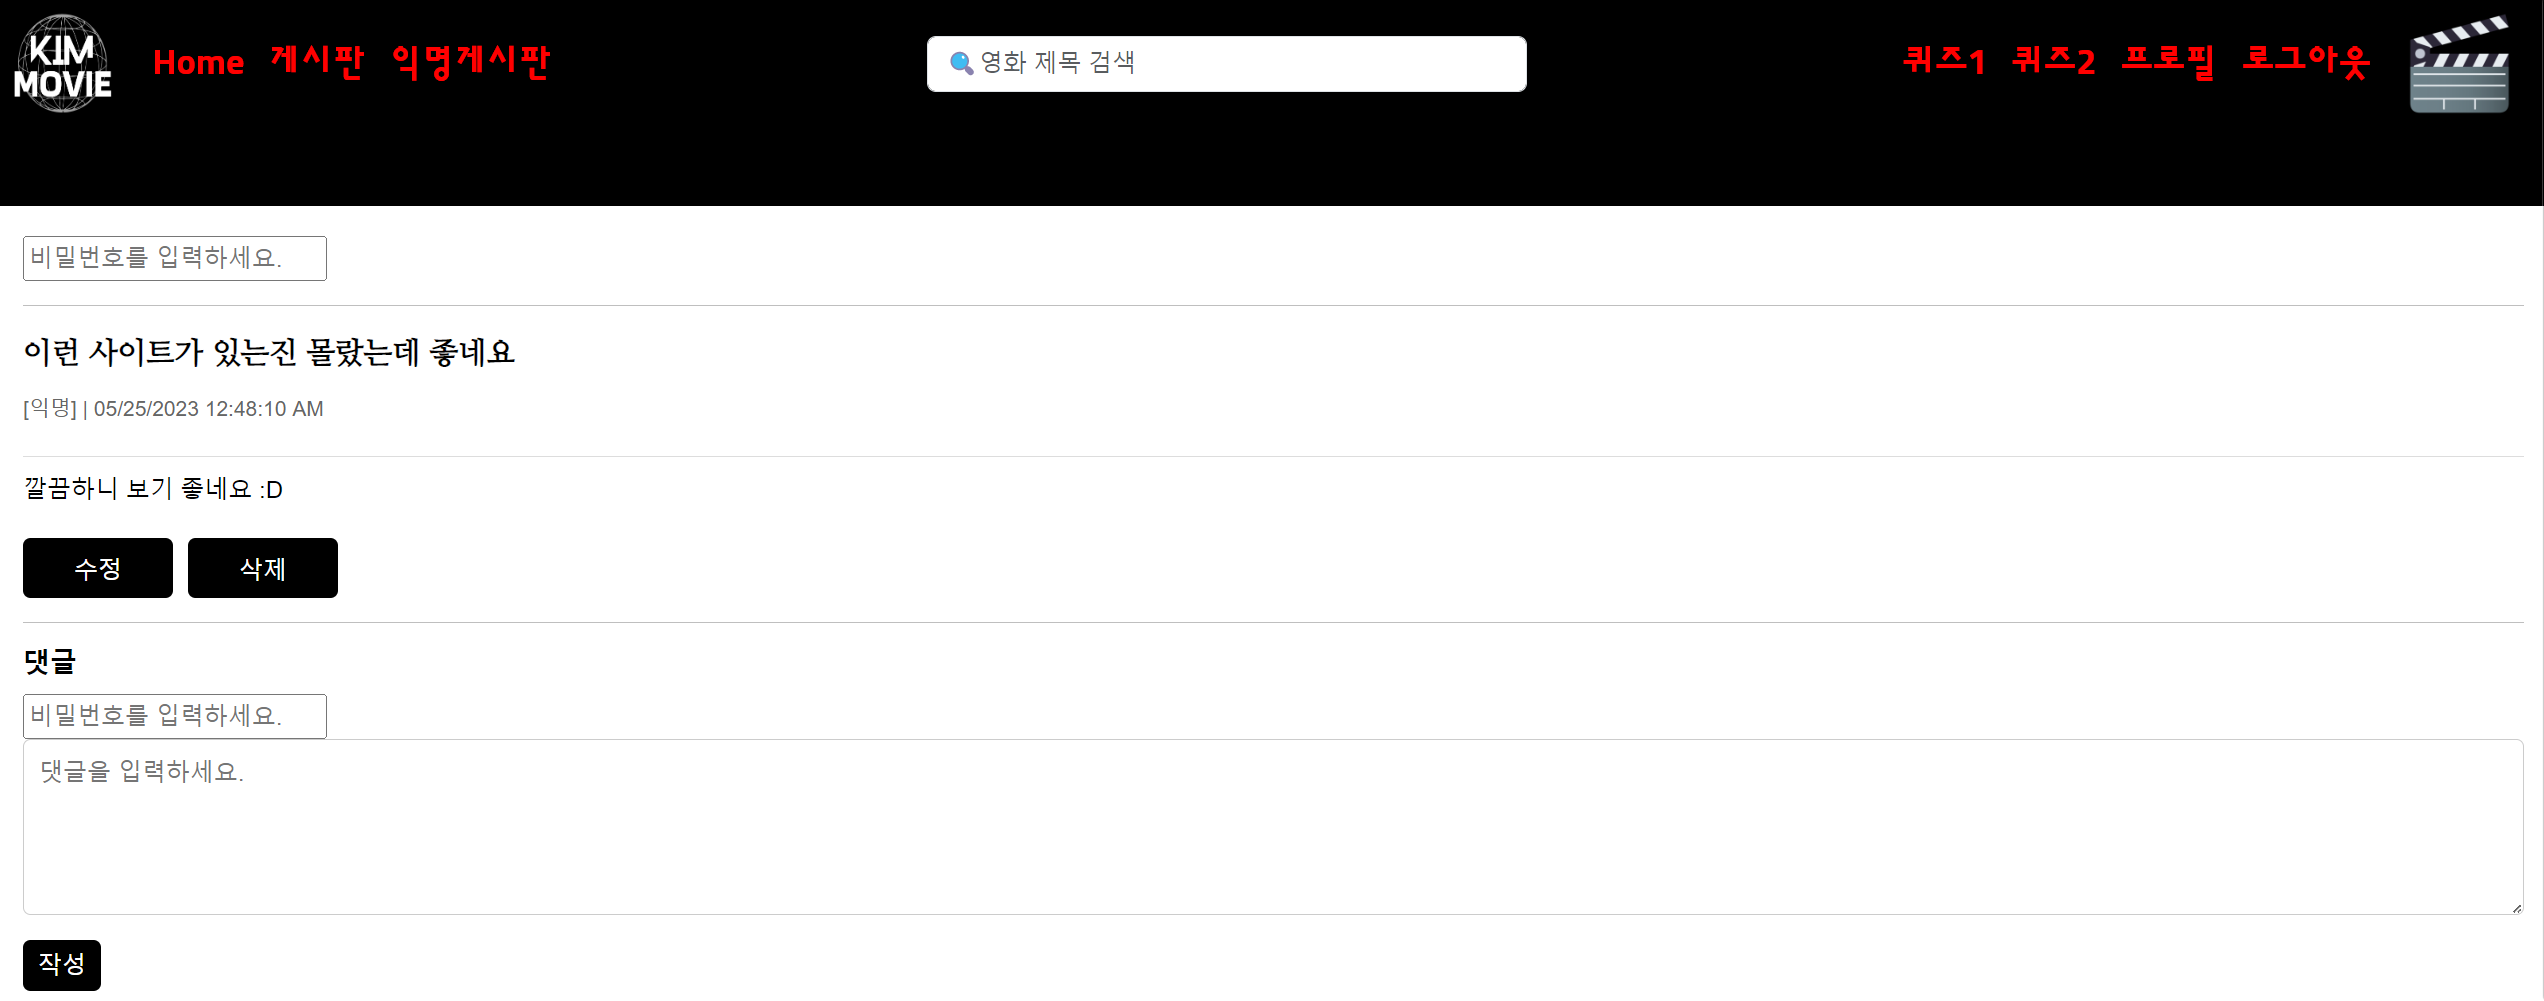 KIM
MOVIE
Home 게시판 익명게시판
영화 제목 검색
퀴즈1 퀴즈2 프로필 로그아웃
비밀번호를 입력하세요.
이런 사이트가 있는진 몰랐는데 좋네요
[익명] | 05/25/2023 12:48:10 AM
깔끔하니 보기 좋네요 :D
수정 삭제
댓글
비밀번호를 입력하세요.
댓글을 입력하세요.
작성